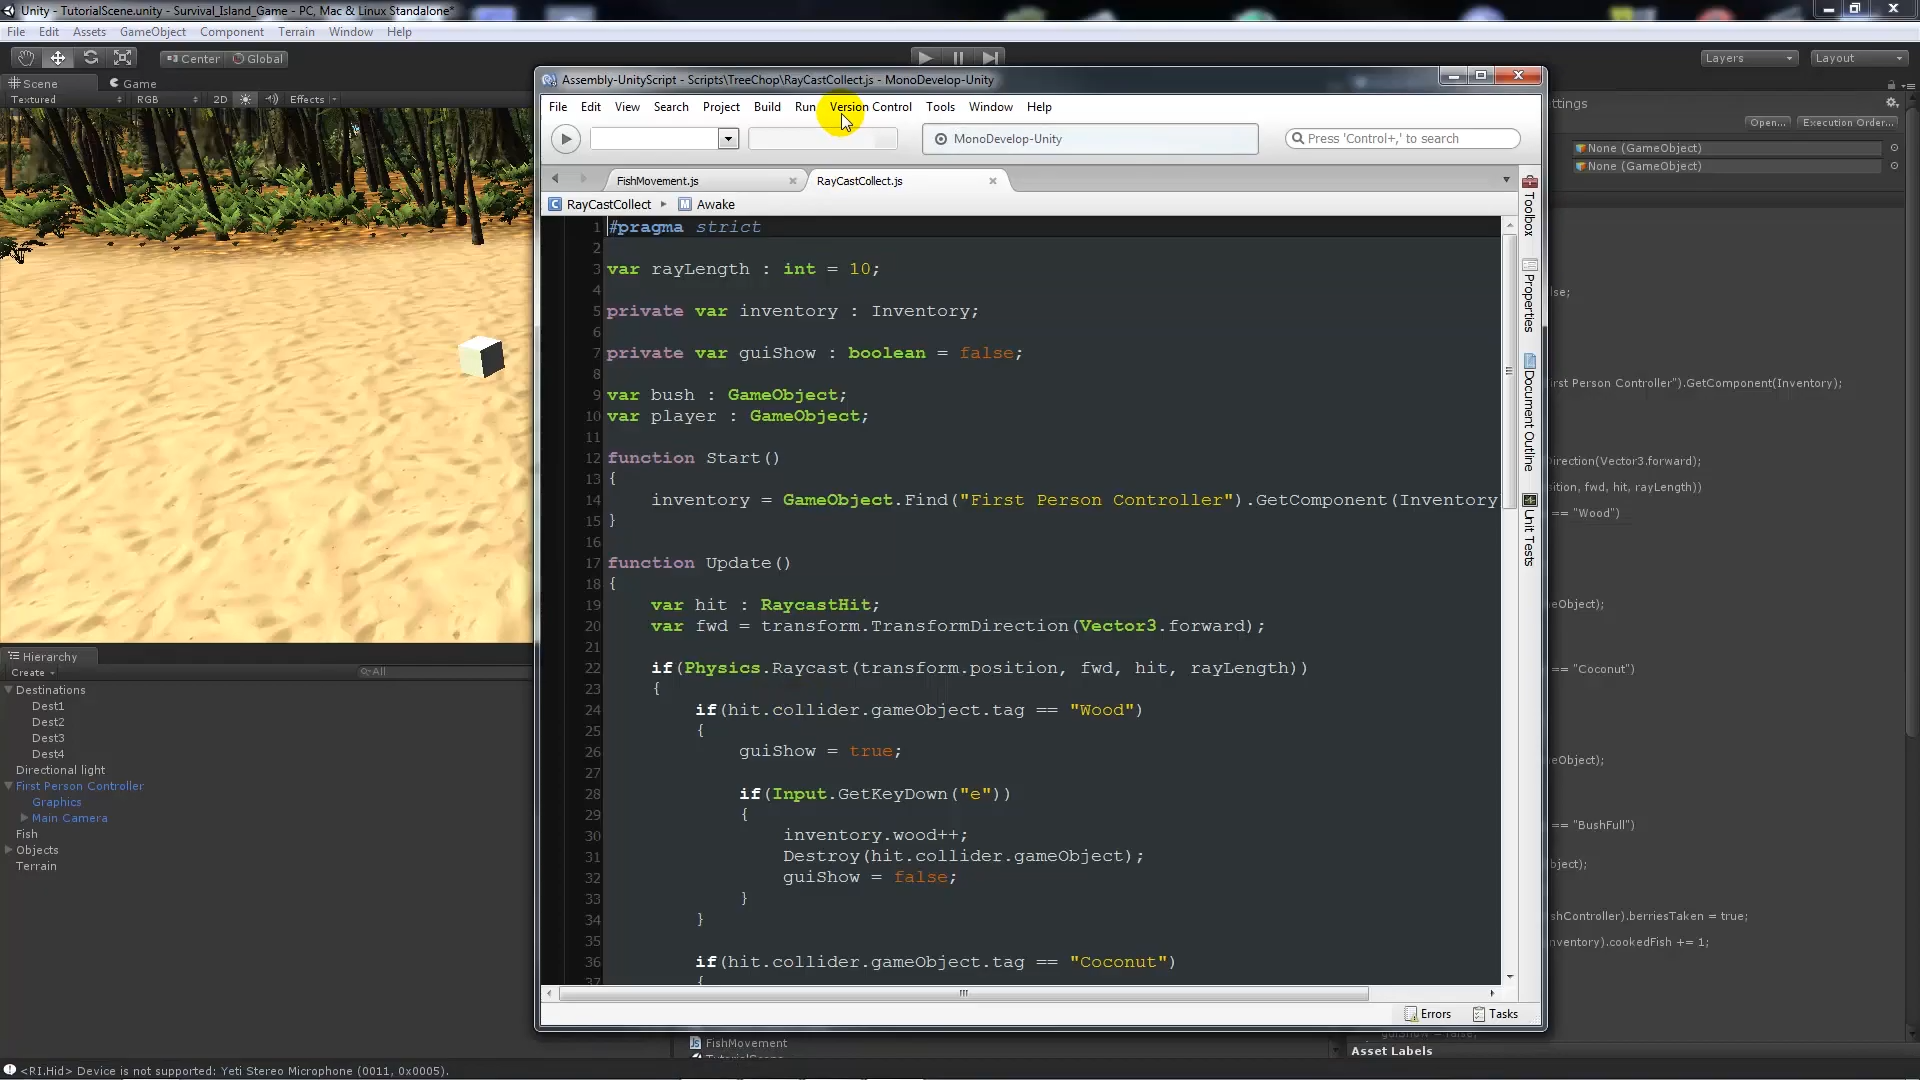 Unity - TutorialScene.unity - Survival_Island_Game - PC, Mac & Linux Standalone*
File Edit Assets GameObject Component Terrain Window Help
Center Global
Layers Layout
Scene Game
Textured RGB 2D Effects
Assembly-UnityScript - Scripts\TreeChop\RayCastCollect.js - MonoDevelop-Unity
File Edit View Search Project Build Run Version Control Tools Window Help
MonoDevelop-Unity
Press 'Control+,' to search
FishMovement.js RayCastCollect.js
RayCastCollect Awake
1 #pragma strict
2
3 var rayLength : int = 10;
4
5 private var inventory : Inventory;
6
7 private var guiShow : boolean = false;
8
9 var bush : GameObject;
10 var player : GameObject;
11
12 function Start()
13 {
14 inventory = GameObject.Find("First Person Controller").GetComponent(Inventory
15 }
16
17 function Update()
18 {
19 var hit : RaycastHit;
20 var fwd = transform.TransformDirection(Vector3.forward);
21
22 if(Physics.Raycast(transform.position, fwd, hit, rayLength))
23 {
24 if(hit.collider.gameObject.tag == "Wood")
25 {
26 guiShow = true;
27
28 if(Input.GetKeyDown("e"))
29 {
30 inventory.wood++;
31 Destroy(hit.collider.gameObject);
32 guiShow = false;
33 }
34 }
35
36 if(hit.collider.gameObject.tag == "Coconut")
37 {
Toolbox
Properties
Document Outline
Unit Tests
Errors Tasks
ttings
Open... Execution Order...
None (GameObject)
None (GameObject)
lse;
irst Person Controller").GetComponent(Inventory);
Direction(Vector3.forward);
sition, fwd, hit, rayLength))
== "Wood")
eObject);
== "Coconut")
eObject);
== "BushFull")
bject);
shController).berriesTaken = true;
nventory).cookedFish += 1;
Asset Labels
Hierarchy
Create All
Destinations
Dest1
Dest2
Dest3
Dest4
Directional light
First Person Controller
Graphics
Main Camera
Fish
Objects
Terrain
FishMovement
<RI.Hid> Device is not supported: Yeti Stereo Microphone (0011, 0x0005).